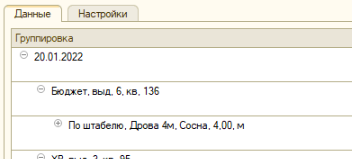 Данные Настройки
Группировка
20.01.2022
Бюджет, выд, 6, кв, 136
По штабелю, Дрова 4м, Сосна, 4,00, м